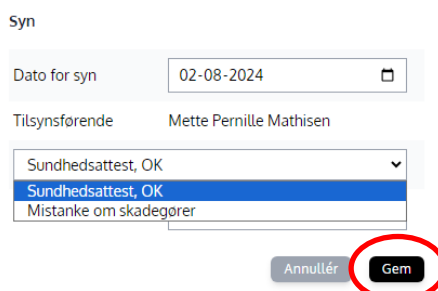 Syn
Dato for syn 02-08-2024
Tilsynsførende Mette Pernille Mathisen
Sundhedsattest, OK
Sundhedsattest, OK
Mistanke om skadegører
Annullér Gem